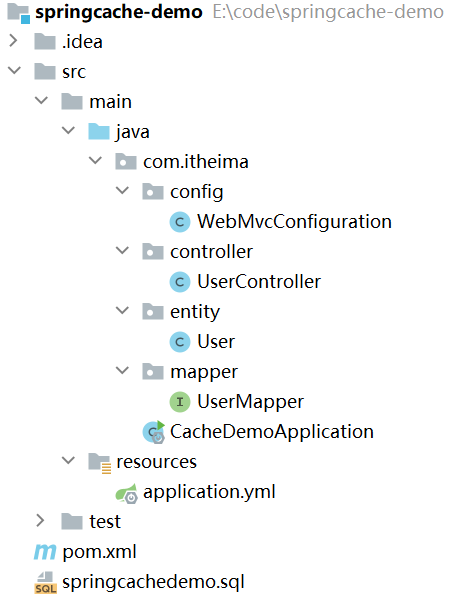 springcache-demo E:\code\springcache-demo
.idea
src
main
java
com.itheima
config
C WebMvcConfiguration
controller
C UserController
entity
C User
mapper
I UserMapper
C CacheDemoApplication
resources
application.yml
test
m pom.xml
SQL springcachedemo.sql